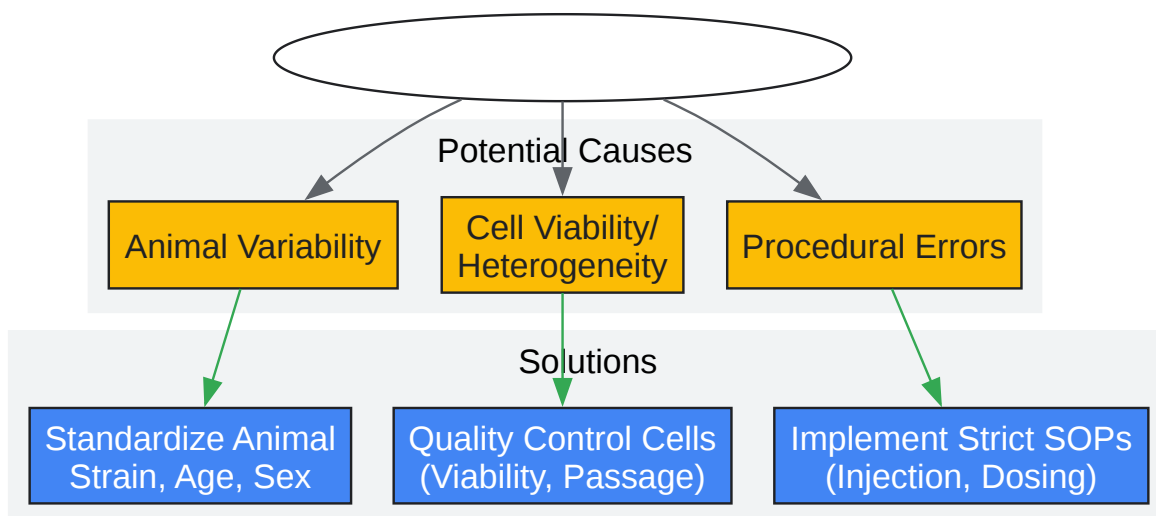 Potential Causes
Animal Variability
Cell Viability/
Heterogeneity
Procedural Errors
Solutions
Standardize Animal
Strain, Age, Sex
Quality Control Cells
(Viability, Passage)
Implement Strict SOPs
(Injection, Dosing)